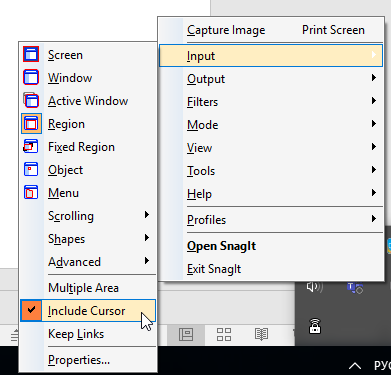 Capture Image Print Screen
Input
Output
Filters
Mode
View
Tools
Help
Profiles
Open SnagIt
Exit SnagIt
Screen
Window
Active Window
Region
Fixed Region
Object
Menu
Scrolling
Shapes
Advanced
Multiple Area
Include Cursor
Keep Links
Properties...
РУС